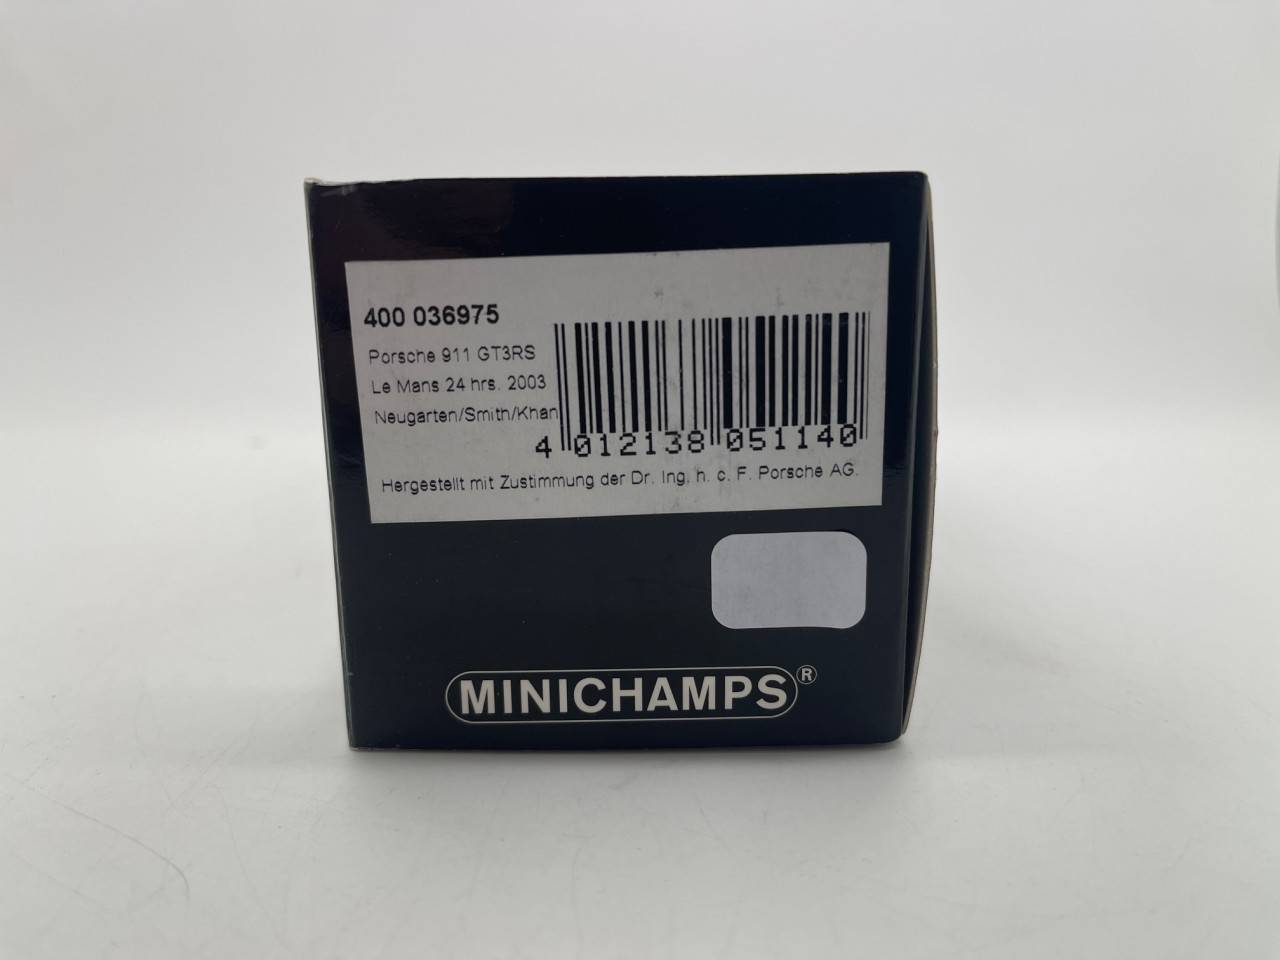 400 036975
Porsche 911 GT3RS
Le Mans 24 hrs. 2003
Neugarten/Smith/Khan
4 012138 051140
Hergestellt mit Zustimmung der Dr. Ing. h. c. F. Porsche AG.
MINICHAMPS®